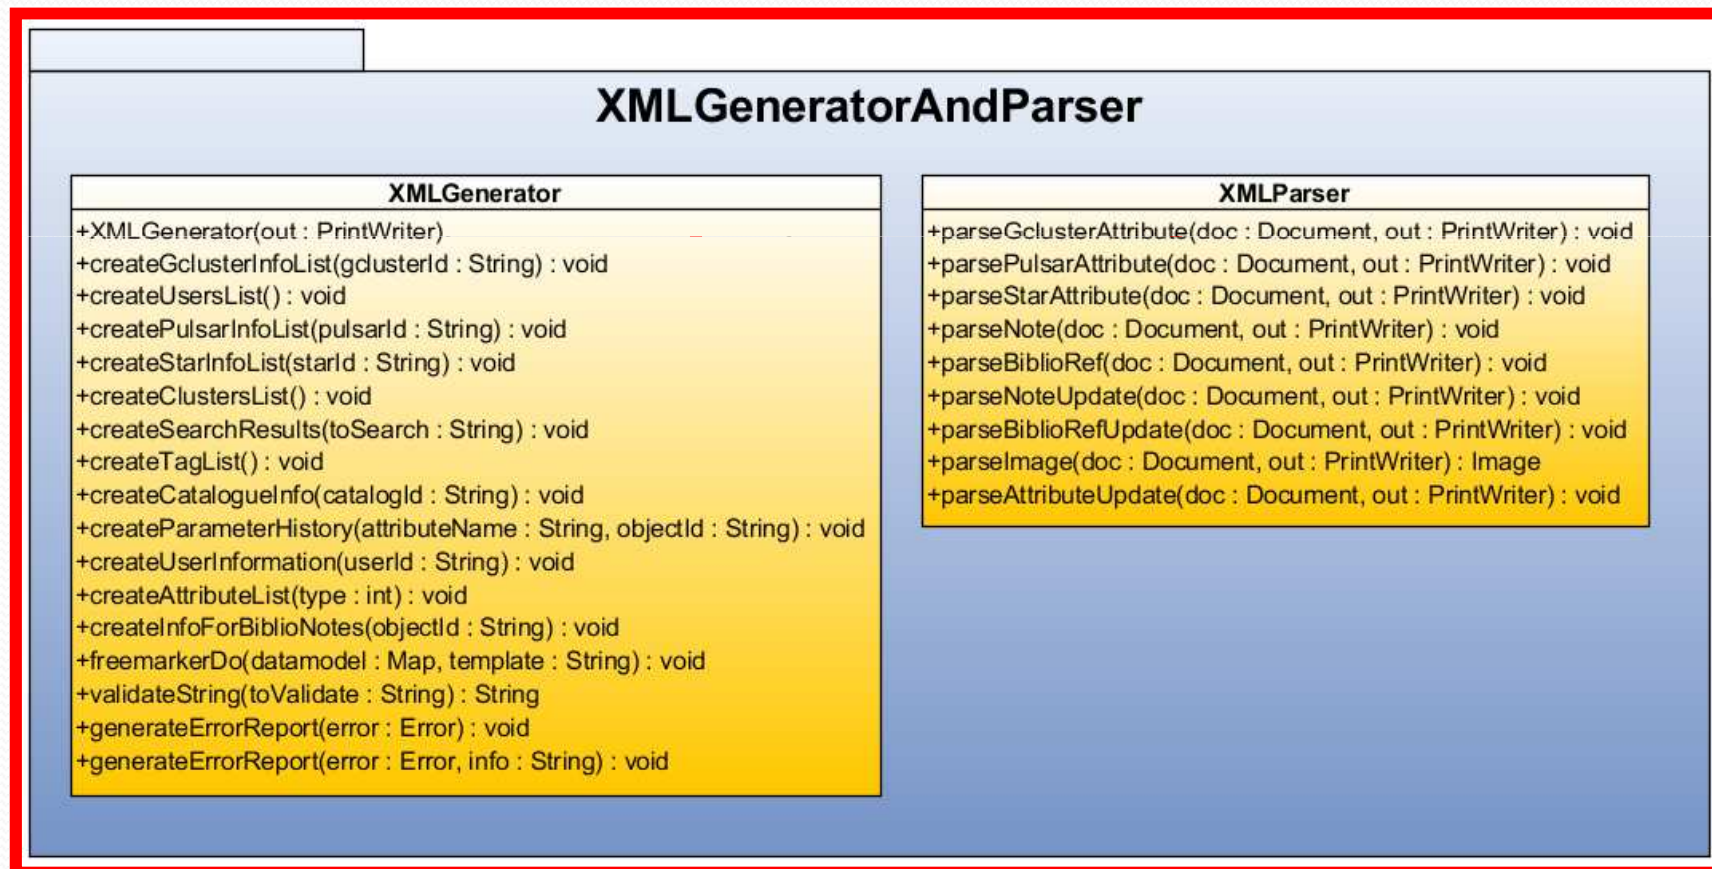 XMLGeneratorAndParser
XMLGenerator
+XMLGenerator(out : PrintWriter)
+createGclusterInfoList(gclusterId : String) : void
+createUsersList() : void
+createPulsarInfoList(pulsarId : String) : void
+createStarInfoList(starId : String) : void
+createClustersList() : void
+createSearchResults(toSearch : String) : void
+createTagList() : void
+createCatalogueInfo(catalogId : String) : void
+createParameterHistory(attributeName : String, objectId : String) : void
+createUserInformation(userId : String) : void
+createAttributeList(type : int) : void
+createInfoForBiblioNotes(objectId : String) : void
+freemarkerDo(datamodel : Map, template : String) : void
+validateString(toValidate : String) : String
+generateErrorReport(error : Error) : void
+generateErrorReport(error : Error, info : String) : void
XMLParser
+parseGclusterAttribute(doc : Document, out : PrintWriter) : void
+parsePulsarAttribute(doc : Document, out : PrintWriter) : void
+parseStarAttribute(doc : Document, out : PrintWriter) : void
+parseNote(doc : Document, out : PrintWriter) : void
+parseBiblioRef(doc : Document, out : PrintWriter) : void
+parseNoteUpdate(doc : Document, out : PrintWriter) : void
+parseBiblioRefUpdate(doc : Document, out : PrintWriter) : void
+parseImage(doc : Document, out : PrintWriter) : Image
+parseAttributeUpdate(doc : Document, out : PrintWriter) : void